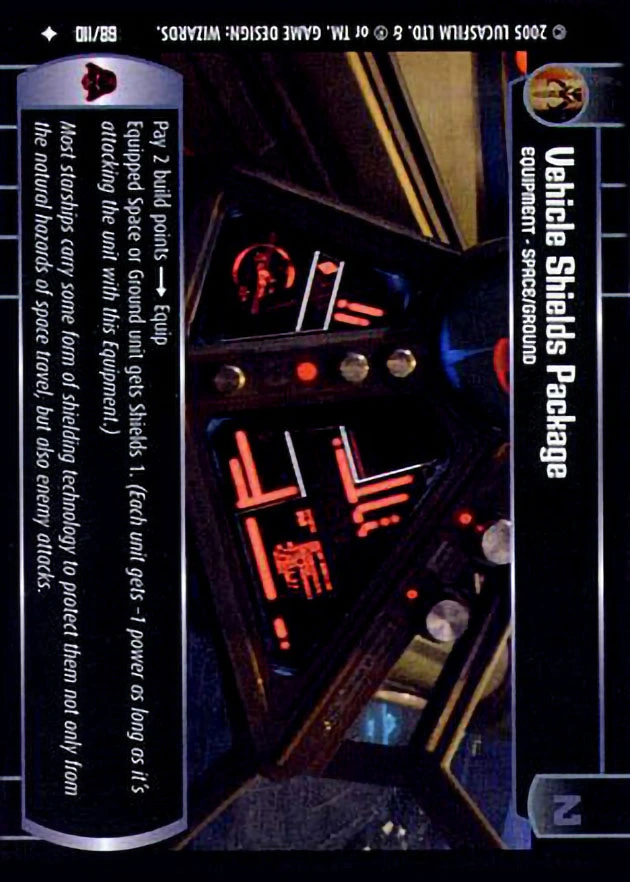 Vehicle Shields Package
EQUIPMENT - SPACE/GROUND
2
Pay 2 build points → Equip
Equipped Space or Ground unit gets Shields 1. (Each unit gets -1 power as long as it's
attacking the unit with this Equipment.)
Most starships carry some form of shielding technology to protect them not only from
the natural hazards of space travel, but also enemy attacks.
© 2005 LUCASFILM LTD. & ® or TM. GAME DESIGN: WIZARDS.
88/110